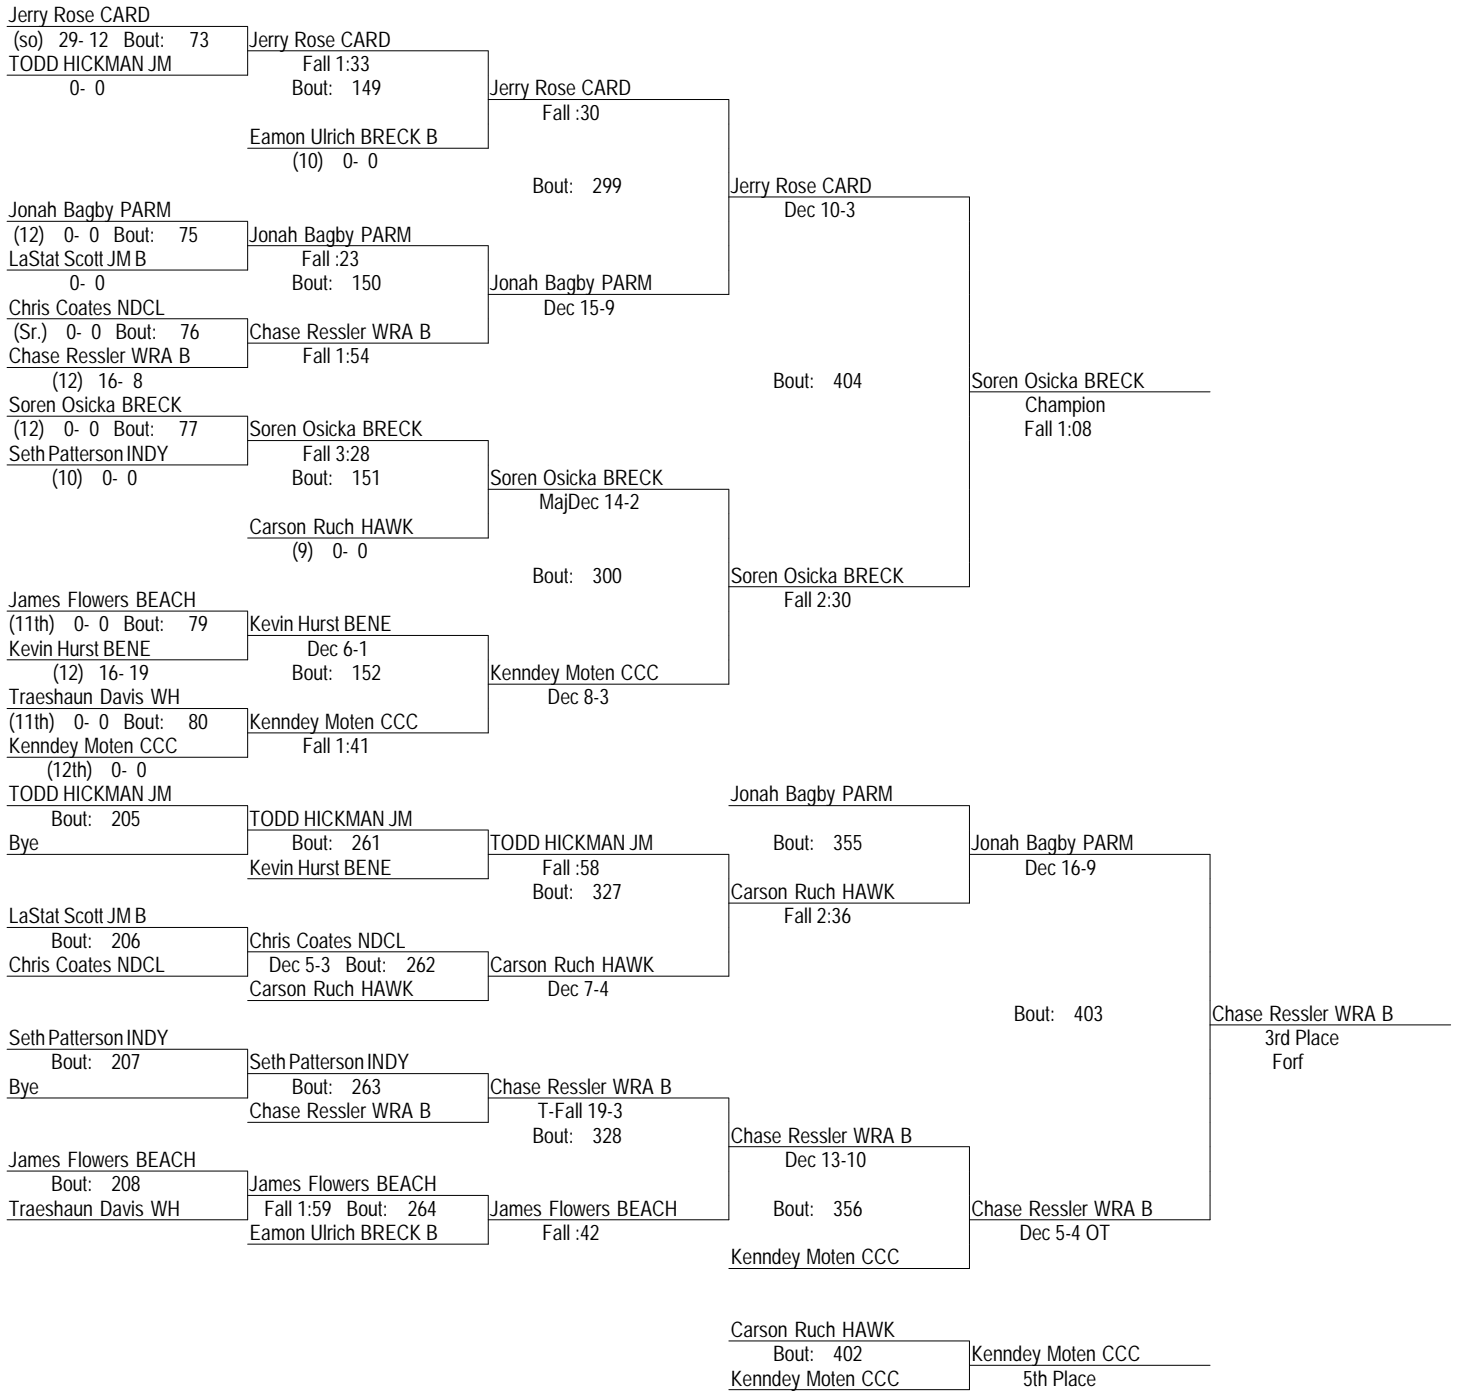 Jerry Rose CARD
(so) 29- 12 Bout: 73 Jerry Rose CARD
TODD HICKMAN JM Fall 1:33
0- 0 Bout: 149 Jerry Rose CARD
Fall :30
Eamon Ulrich BRECK B
(10) 0- 0
Bout: 299 Jerry Rose CARD
Jonah Bagby PARM Dec 10-3
(12) 0- 0 Bout: 75 Jonah Bagby PARM
LaStat Scott JM B Fall :23
0- 0 Bout: 150 Jonah Bagby PARM
Chris Coates NDCL Dec 15-9
(Sr.) 0- 0 Bout: 76 Chase Ressler WRA B
Chase Ressler WRA B Fall 1:54
(12) 16- 8 Bout: 404 Soren Osicka BRECK
Soren Osicka BRECK Champion
(12) 0- 0 Bout: 77 Soren Osicka BRECK Fall 1:08
Seth Patterson INDY Fall 3:28
(10) 0- 0 Bout: 151 Soren Osicka BRECK
MajDec 14-2
Carson Ruch HAWK
(9) 0- 0
Bout: 300 Soren Osicka BRECK
James Flowers BEACH Fall 2:30
(11th) 0- 0 Bout: 79 Kevin Hurst BENE
Kevin Hurst BENE Dec 6-1
(12) 16- 19 Bout: 152 Kenndey Moten CCC
Traeshaun Davis WH Dec 8-3
(11th) 0- 0 Bout: 80 Kenndey Moten CCC
Kenndey Moten CCC Fall 1:41
(12th) 0- 0
TODD HICKMAN JM Jonah Bagby PARM
Bout: 205 TODD HICKMAN JM
Bye Bout: 261 TODD HICKMAN JM Bout: 355 Jonah Bagby PARM
Kevin Hurst BENE Fall :58 Dec 16-9
Bout: 327 Carson Ruch HAWK
LaStat Scott JM B Fall 2:36
Bout: 206 Chris Coates NDCL
Chris Coates NDCL Dec 5-3 Bout: 262 Carson Ruch HAWK
Carson Ruch HAWK Dec 7-4
Bout: 403 Chase Ressler WRA B
Seth Patterson INDY 3rd Place
Bout: 207 Seth Patterson INDY Forf
Bye Bout: 263 Chase Ressler WRA B
Chase Ressler WRA B T-Fall 19-3
Bout: 328 Chase Ressler WRA B
James Flowers BEACH Dec 13-10
Bout: 208 James Flowers BEACH
Traeshaun Davis WH Fall 1:59 Bout: 264 James Flowers BEACH Bout: 356 Chase Ressler WRA B
Eamon Ulrich BRECK B Fall :42 Dec 5-4 OT
Kenndey Moten CCC
Carson Ruch HAWK
Bout: 402 Kenndey Moten CCC
Kenndey Moten CCC 5th Place